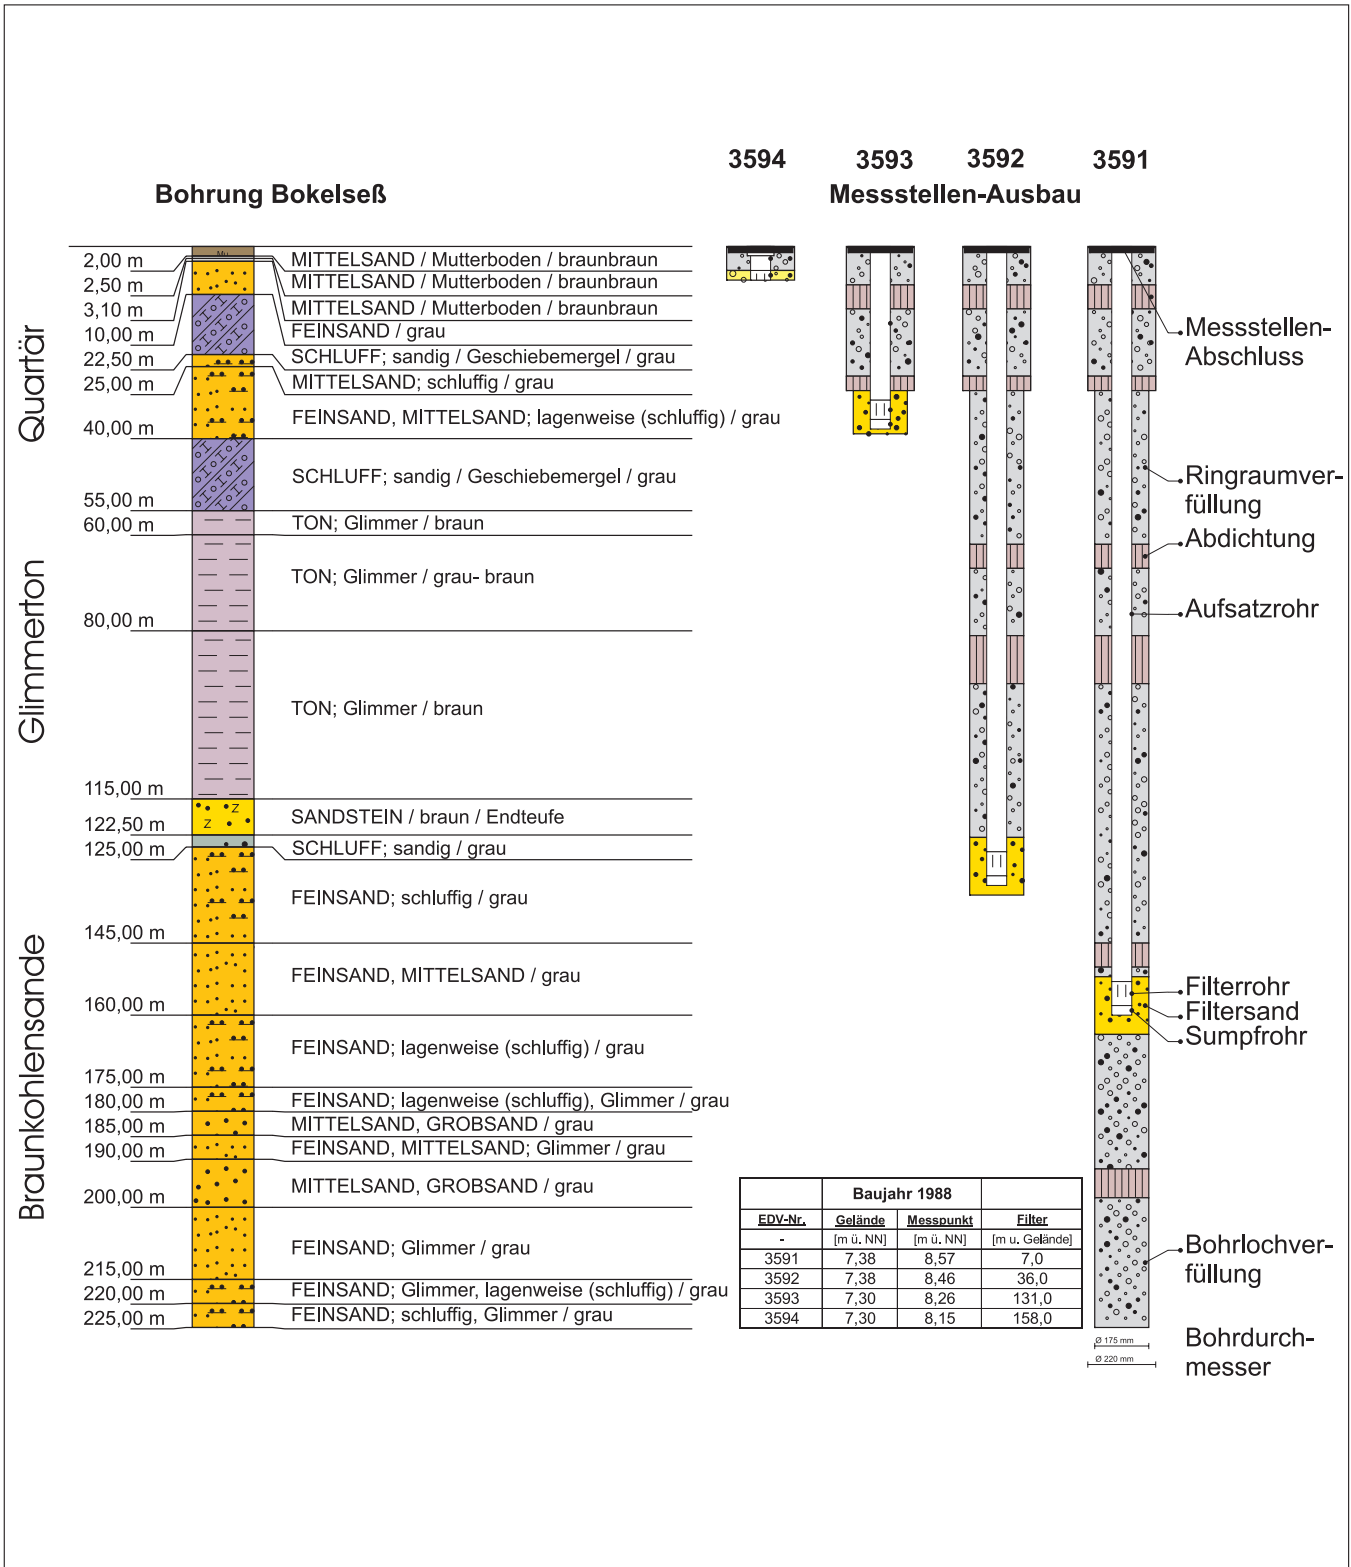 3594
3593
3592
3591
Bohrung Bokelseß
Messstellen-Ausbau
Quartär
Glimmerton
Braunkohlensande
Mu
2,00 m MITTELSAND / Mutterboden / braunbraun
2,50 m MITTELSAND / Mutterboden / braunbraun
3,10 m MITTELSAND / Mutterboden / braunbraun
10,00 m FEINSAND / grau
22,50 m SCHLUFF; sandig / Geschiebemergel / grau
25,00 m MITTELSAND; schluffig / grau
40,00 m FEINSAND, MITTELSAND; lagenweise (schluffig) / grau
55,00 m SCHLUFF; sandig / Geschiebemergel / grau
60,00 m TON; Glimmer / braun
80,00 m TON; Glimmer / grau- braun
115,00 m TON; Glimmer / braun
Z
Z
122,50 m SANDSTEIN / braun / Endteufe
125,00 m SCHLUFF; sandig / grau
145,00 m FEINSAND; schluffig / grau
160,00 m FEINSAND, MITTELSAND / grau
175,00 m FEINSAND; lagenweise (schluffig) / grau
180,00 m FEINSAND; lagenweise (schluffig), Glimmer / grau
185,00 m MITTELSAND, GROBSAND / grau
190,00 m FEINSAND, MITTELSAND; Glimmer / grau
200,00 m MITTELSAND, GROBSAND / grau
215,00 m FEINSAND; Glimmer / grau
220,00 m FEINSAND; Glimmer, lagenweise (schluffig) / grau
225,00 m FEINSAND; schluffig, Glimmer / grau
Messstellen-
Abschluss
Ringraumver-
füllung
Abdichtung
Aufsatzrohr
Filterrohr
Filtersand
Sumpfrohr
Bohrlochver-
füllung
Ø 175 mm
Ø 220 mm
Bohrdurch-
messer
Baujahr 1988
EDV-Nr. Gelände Messpunkt Filter
- [m ü. NN] [m ü. NN] [m u. Gelände]
3591 7,38 8,57 7,0
3592 7,38 8,46 36,0
3593 7,30 8,26 131,0
3594 7,30 8,15 158,0